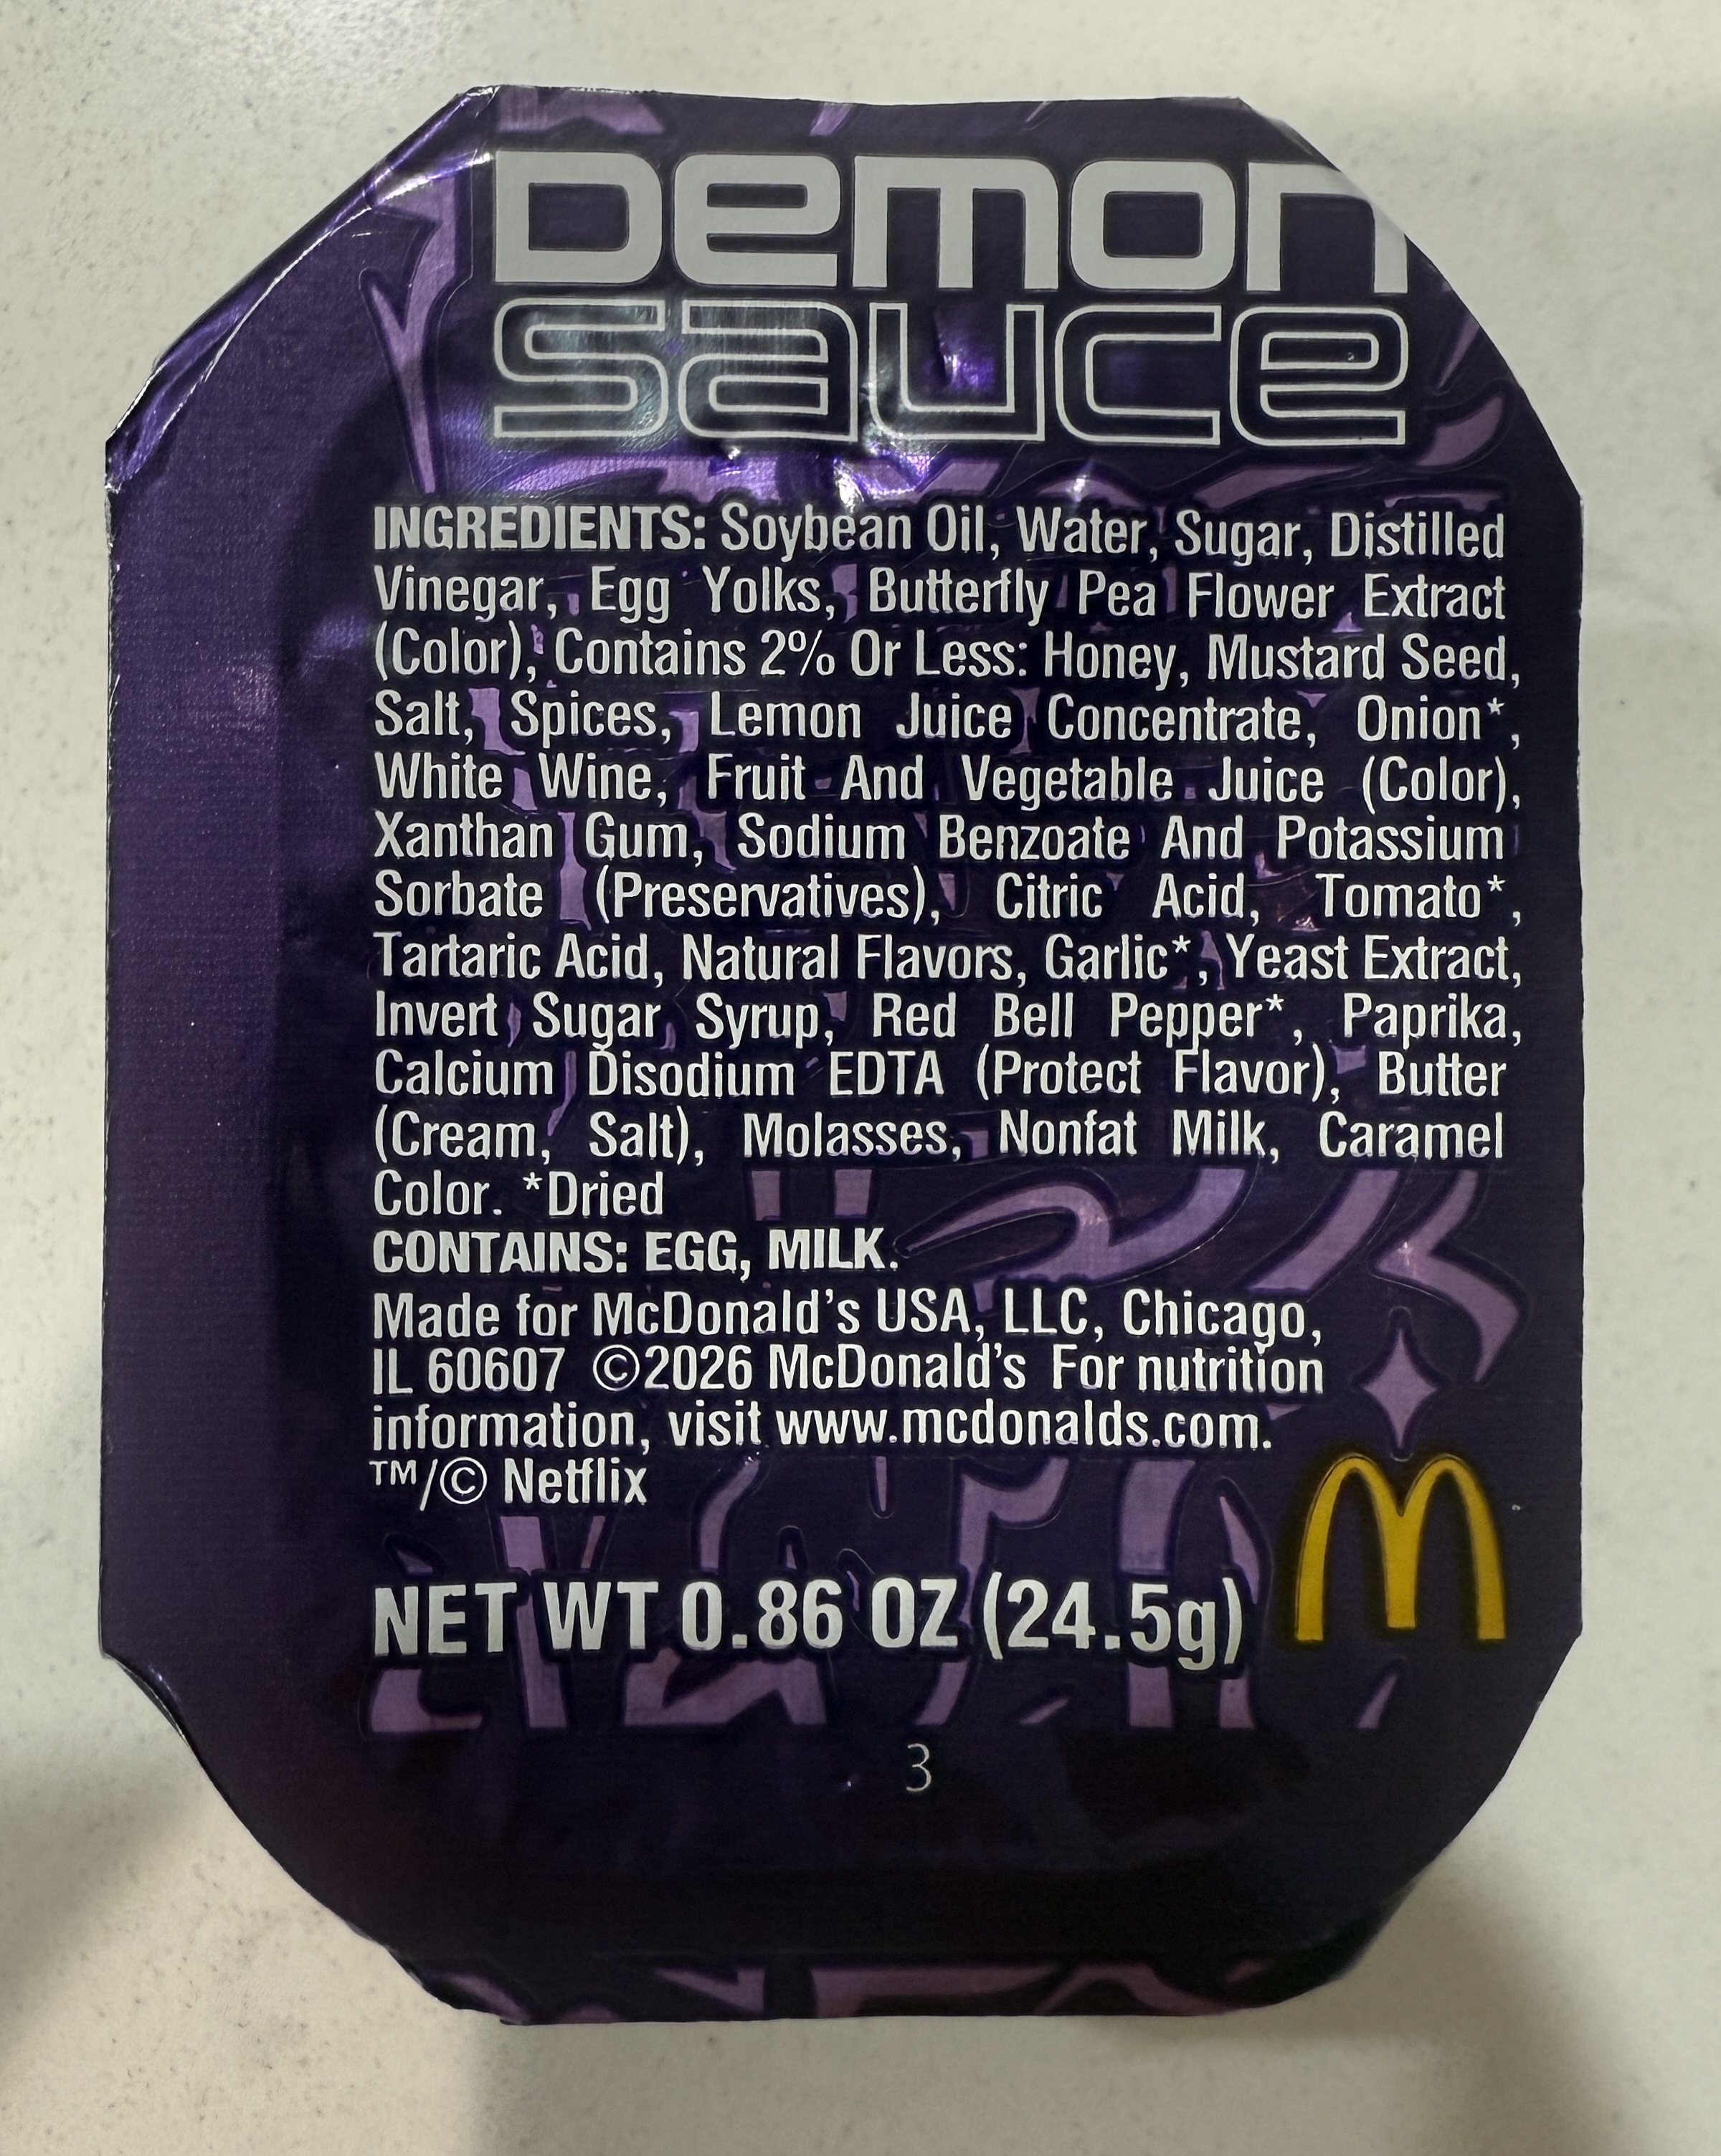 Demon
sauce
INGREDIENTS: Soybean Oil, Water, Sugar, Distilled
Vinegar, Egg Yolks, Butterfly Pea Flower Extract
(Color), Contains 2% Or Less: Honey, Mustard Seed,
Salt, Spices, Lemon Juice Concentrate, Onion*,
White Wine, Fruit And Vegetable Juice (Color),
Xanthan Gum, Sodium Benzoate And Potassium
Sorbate (Preservatives), Citric Acid, Tomato*,
Tartaric Acid, Natural Flavors, Garlic*, Yeast Extract,
Invert Sugar Syrup, Red Bell Pepper*, Paprika,
Calcium Disodium EDTA (Protect Flavor), Butter
(Cream, Salt), Molasses, Nonfat Milk, Caramel
Color. *Dried
CONTAINS: EGG, MILK.
Made for McDonald's USA, LLC, Chicago,
IL 60607 ©2026 McDonald's For nutrition
information, visit www.mcdonalds.com.
™/© Netflix
NET WT 0.86 OZ (24.5g)
3